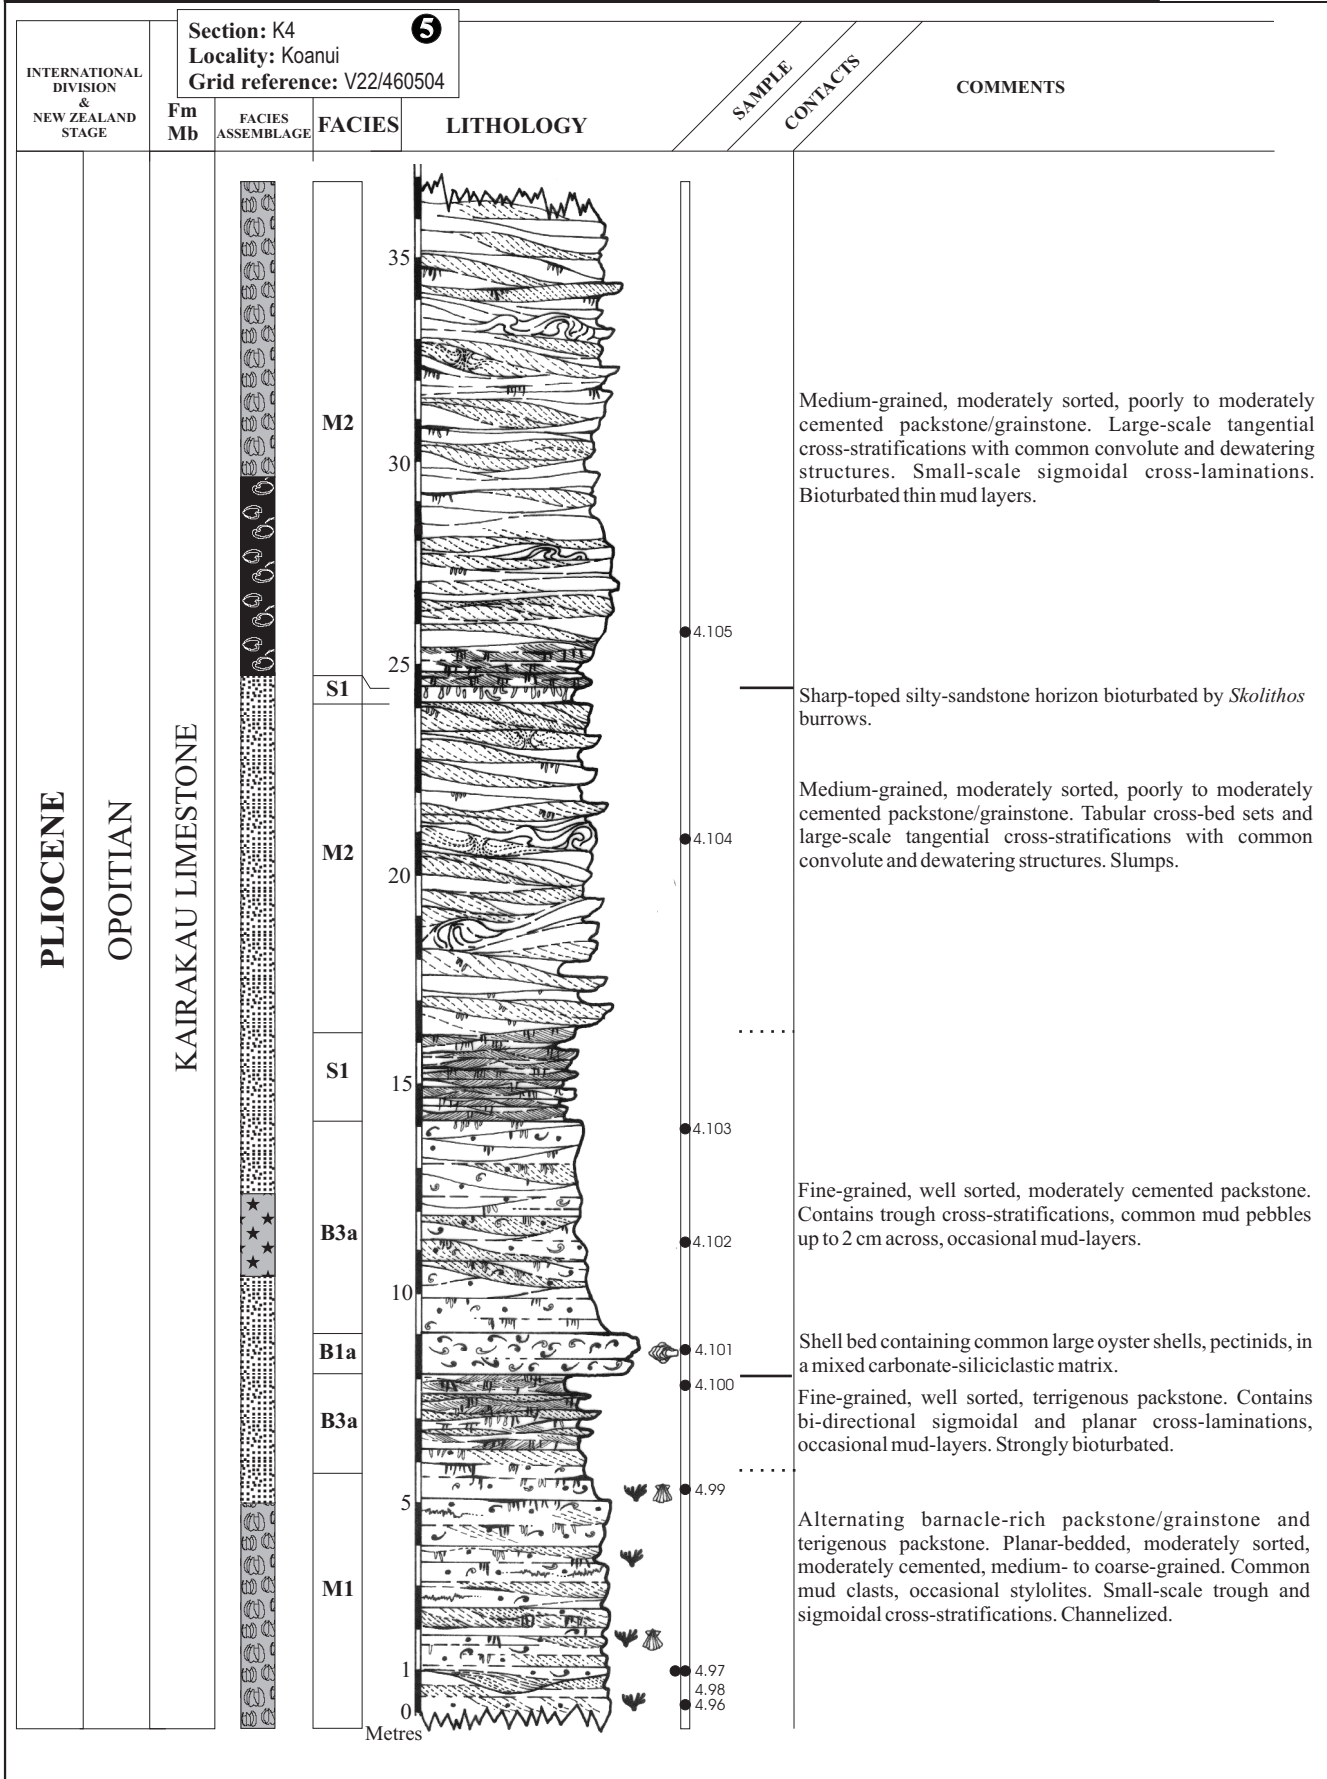 Section: K4
5
Locality: Koanui
Grid reference: V22/460504
INTERNATIONAL
DIVISION
&
NEW ZEALAND
STAGE
Fm
Mb
FACIES
ASSEMBLAGE
FACIES
LITHOLOGY
SAMPLE
CONTACTS
COMMENTS
PLIOCENE
OPOITIAN
KAIRAKAU LIMESTONE
M2
S1
M2
S1
B3a
B1a
B3a
M1
35
30
25
20
15
10
5
1
0
Metres
4.105
4.104
4.103
4.102
4.101
4.100
4.99
4.97
4.98
4.96
Medium-grained, moderately sorted, poorly to moderately
cemented packstone/grainstone. Large-scale tangential
cross-stratifications with common convolute and dewatering
structures. Small-scale sigmoidal cross-laminations.
Bioturbated thin mud layers.
Sharp-toped silty-sandstone horizon bioturbated by Skolithos
burrows.
Medium-grained, moderately sorted, poorly to moderately
cemented packstone/grainstone. Tabular cross-bed sets and
large-scale tangential cross-stratifications with common
convolute and dewatering structures. Slumps.
Fine-grained, well sorted, moderately cemented packstone.
Contains trough cross-stratifications, common mud pebbles
up to 2 cm across, occasional mud-layers.
Shell bed containing common large oyster shells, pectinids, in
a mixed carbonate-siliciclastic matrix.
Fine-grained, well sorted, terrigenous packstone. Contains
bi-directional sigmoidal and planar cross-laminations,
occasional mud-layers. Strongly bioturbated.
Alternating barnacle-rich packstone/grainstone and
terigenous packstone. Planar-bedded, moderately sorted,
moderately cemented, medium- to coarse-grained. Common
mud clasts, occasional stylolites. Small-scale trough and
sigmoidal cross-stratifications. Channelized.